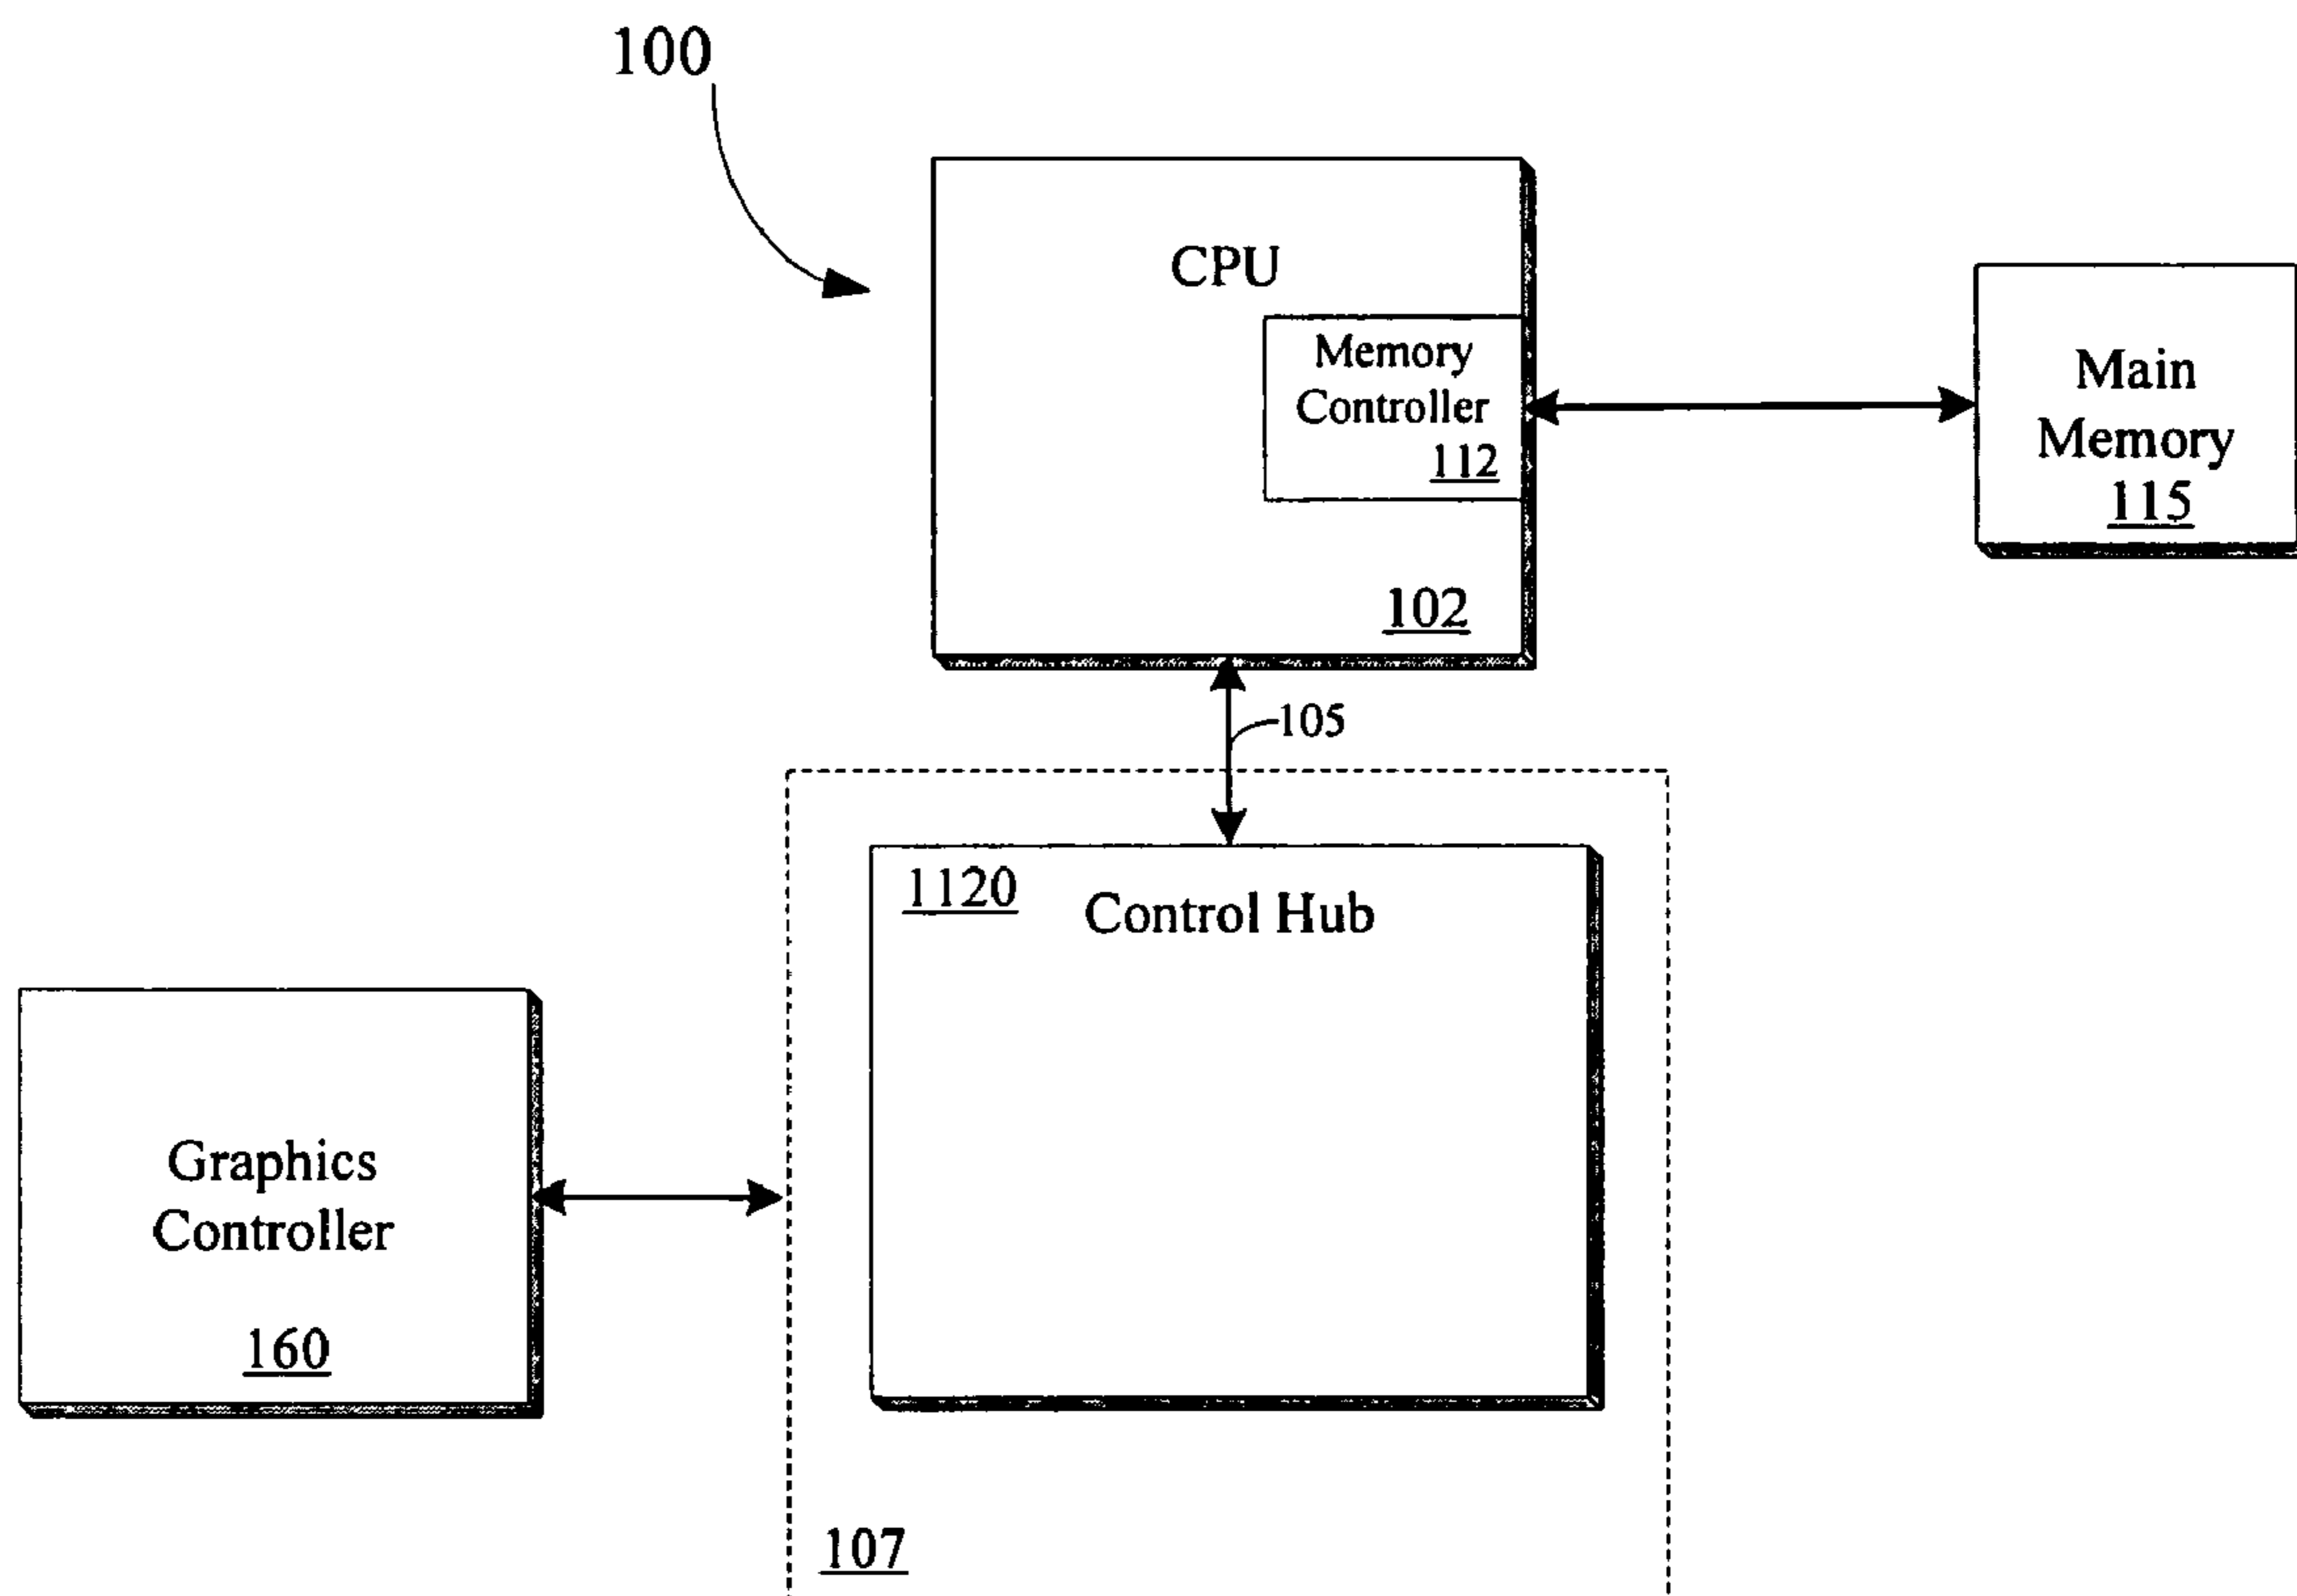 100
CPU
Memory
Controller
112
102
Main
Memory
115
105
1120
Control Hub
Graphics
Controller
160
107